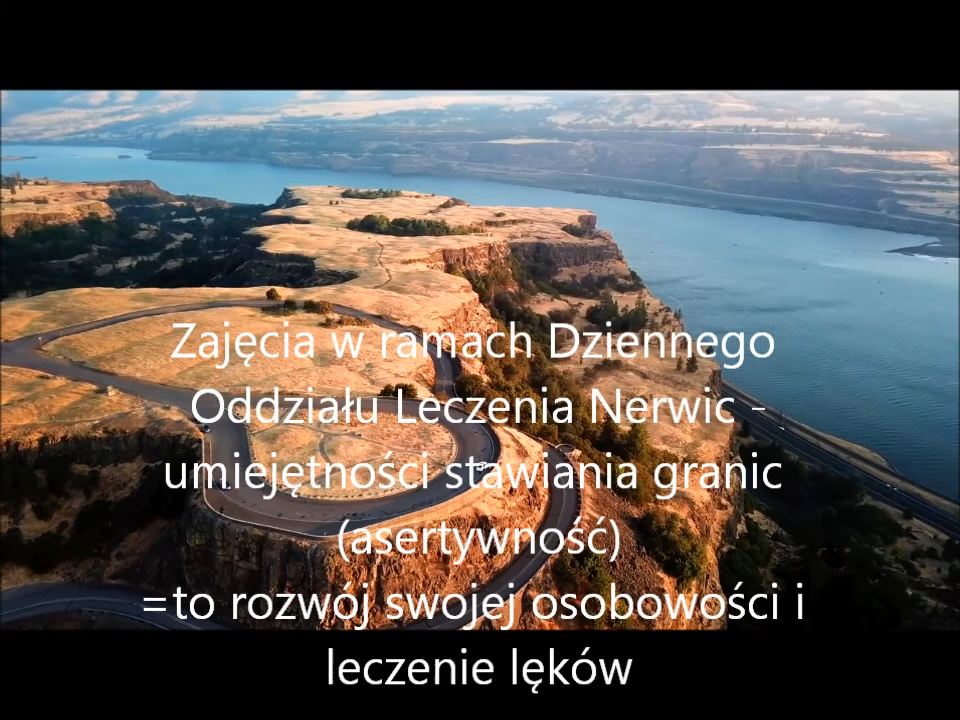 Zajęcia w ramach Dziennego
Oddziału Leczenia Nerwic -
umiejętności stawiania granic
(asertywność)
=to rozwój swojej osobowości i
leczenie lęków